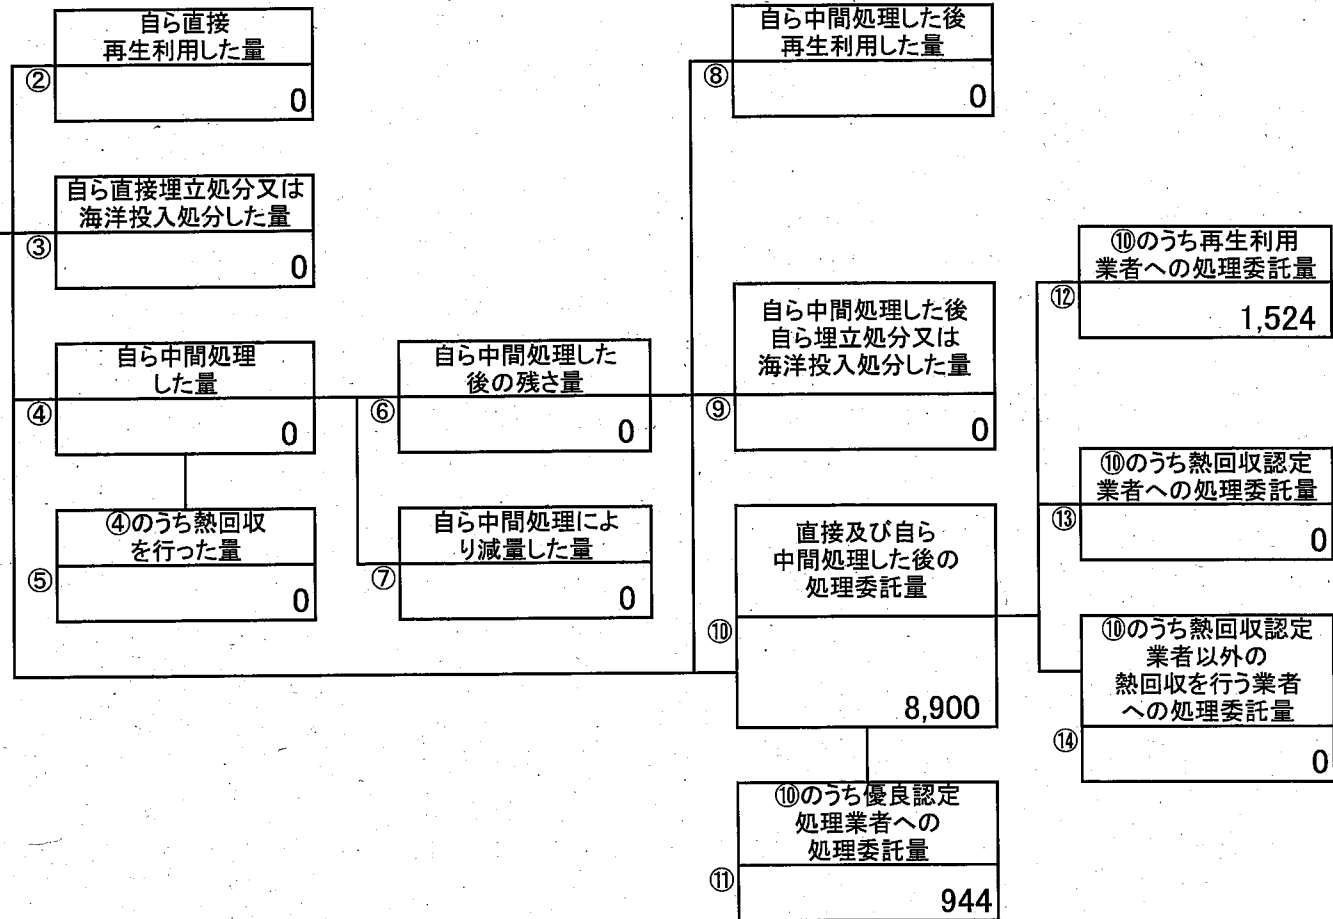 自ら直接
再生利用した量
②
0
自ら直接埋立処分又は
海洋投入処分した量
③
0
自ら中間処理
した量
④
0
④のうち熱回収
を行った量
⑤
0
自ら中間処理した
後の残さ量
⑥
0
自ら中間処理によ
り減量した量
⑦
0
自ら中間処理した後
再生利用した量
⑧
0
自ら中間処理した後
自ら埋立処分又は
海洋投入処分した量
⑨
0
直接及び自ら
中間処理した後の
処理委託量
⑩
8,900
⑩のうち優良認定
処理業者への
処理委託量
⑪
944
⑩のうち再生利用
業者への処理委託量
⑫
1,524
⑩のうち熱回収認定
業者への処理委託量
⑬
0
⑩のうち熱回収認定
業者以外の
熱回収を行う業者
への処理委託量
⑭
0